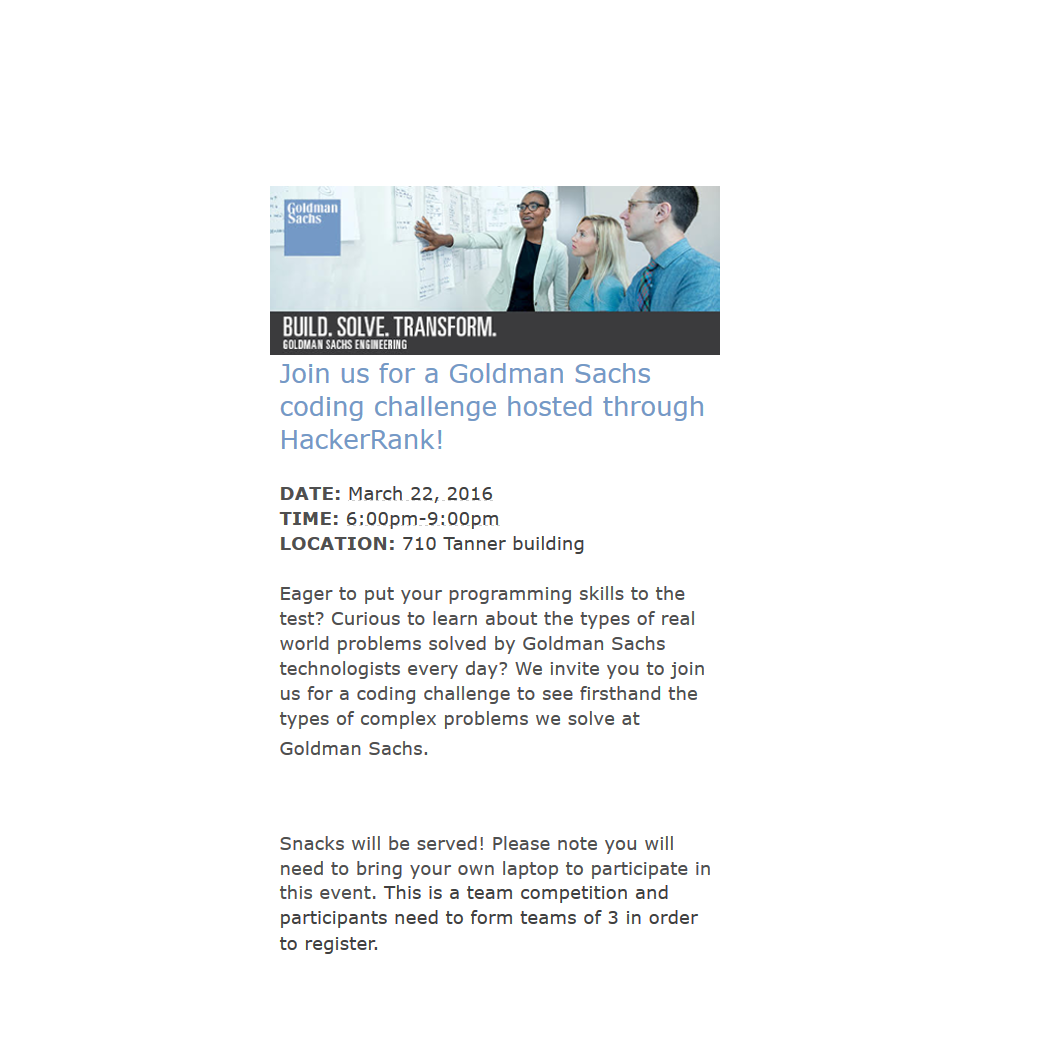 Goldman
Sachs
BUILD. SOLVE. TRANSFORM.
GOLDMAN SACHS ENGINEERING
Join us for a Goldman Sachs
coding challenge hosted through
HackerRank!
DATE: March 22, 2016
TIME: 6:00pm-9:00pm
LOCATION: 710 Tanner building
Eager to put your programming skills to the
test? Curious to learn about the types of real
world problems solved by Goldman Sachs
technologists every day? We invite you to join
us for a coding challenge to see firsthand the
types of complex problems we solve at
Goldman Sachs.
Snacks will be served! Please note you will
need to bring your own laptop to participate in
this event. This is a team competition and
participants need to form teams of 3 in order
to register.